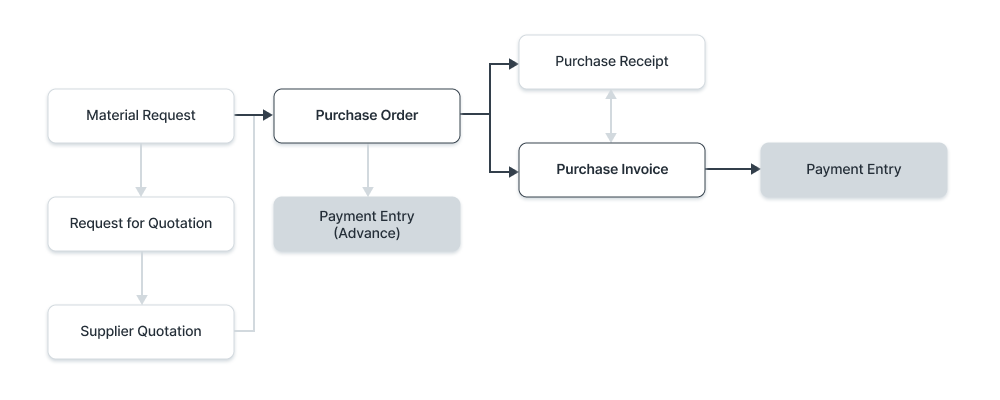 Purchase Receipt
Material Request
Purchase Order
Purchase Invoice
Payment Entry
Request for Quotation
Payment Entry
(Advance)
Supplier Quotation